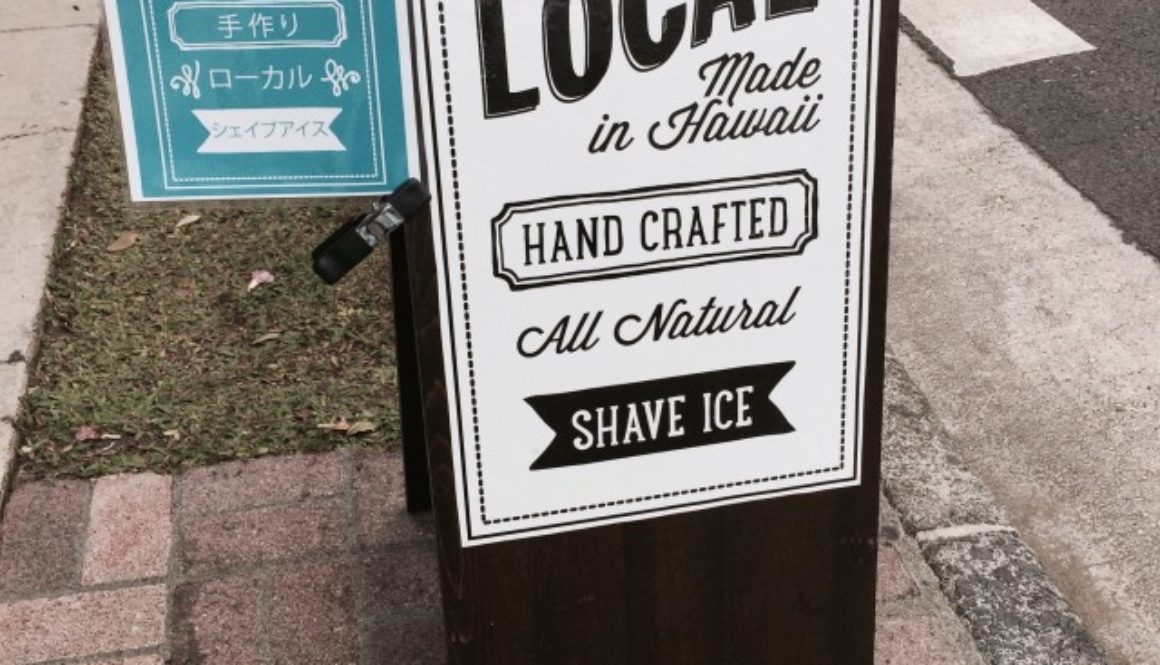 手作り
ローカル
シェイブアイス
LOCAL
Made
in Hawaii
HAND CRAFTED
All Natural
SHAVE ICE